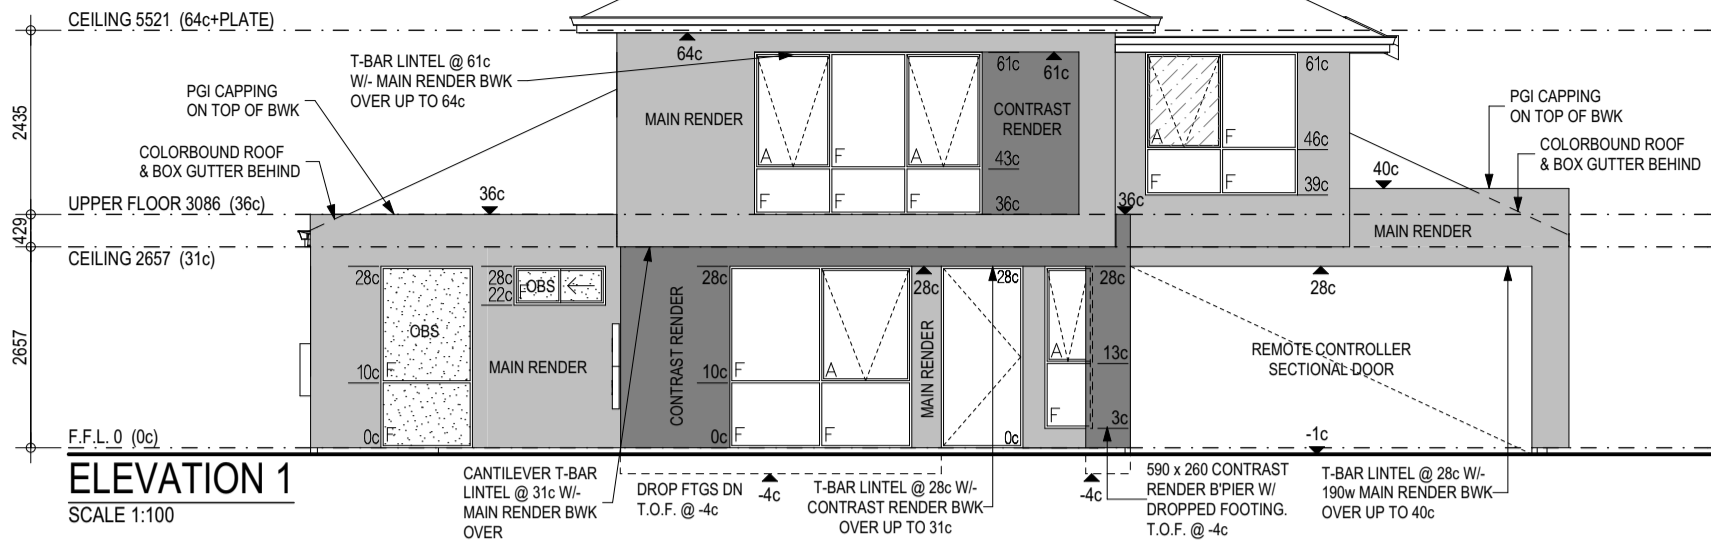 CEILING 5521 (64c+PLATE)
2435
429
2657
T-BAR LINTEL @ 61c
W/- MAIN RENDER BWK
OVER UP TO 64c
PGI CAPPING
ON TOP OF BWK
COLORBOUND ROOF
& BOX GUTTER BEHIND
UPPER FLOOR 3086 (36c)
36c
CEILING 2657 (31c)
64c
MAIN RENDER
A
F
A
F
F
F
61c
61c
CONTRAST
RENDER
43c
36c
36c
A
F
F
F
61c
46c
39c
40c
PGI CAPPING
ON TOP OF BWK
COLORBOUND ROOF
& BOX GUTTER BEHIND
MAIN RENDER
28c
OBS
F
10c
F
0c
28c
22c
F
OBS
MAIN RENDER
CONTRAST RENDER
28c
10c
0c
F
A
F
F
28c
MAIN RENDER
28c
0c
A
F
28c
13c
3c
28c
REMOTE CONTROLLER
SECTIONAL DOOR
-1c
F.F.L. 0 (0c)
ELEVATION 1
SCALE 1:100
CANTILEVER T-BAR
LINTEL @ 31c W/-
MAIN RENDER BWK
OVER
DROP FTGS DN
T.O.F. @ -4c
-4c
T-BAR LINTEL @ 28c W/-
CONTRAST RENDER BWK
OVER UP TO 31c
-4c
590 x 260 CONTRAST
RENDER B'PIER W/
DROPPED FOOTING.
T.O.F. @ -4c
T-BAR LINTEL @ 28c W/-
190w MAIN RENDER BWK
OVER UP TO 40c